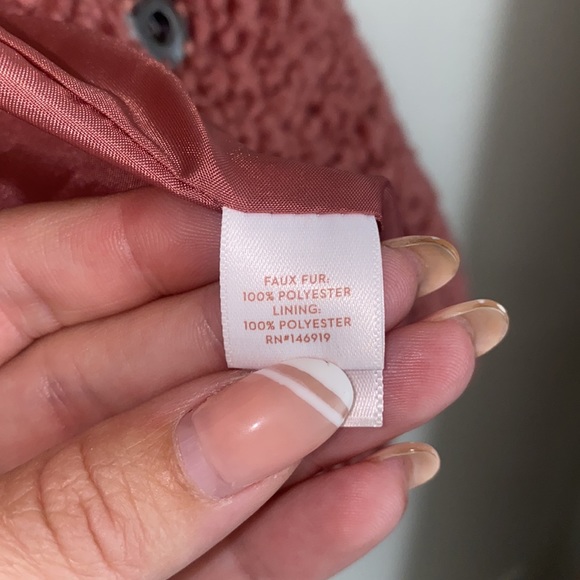 FAUX FUR:
100% POLYESTER
LINING:
100% POLYESTER
RN#146919